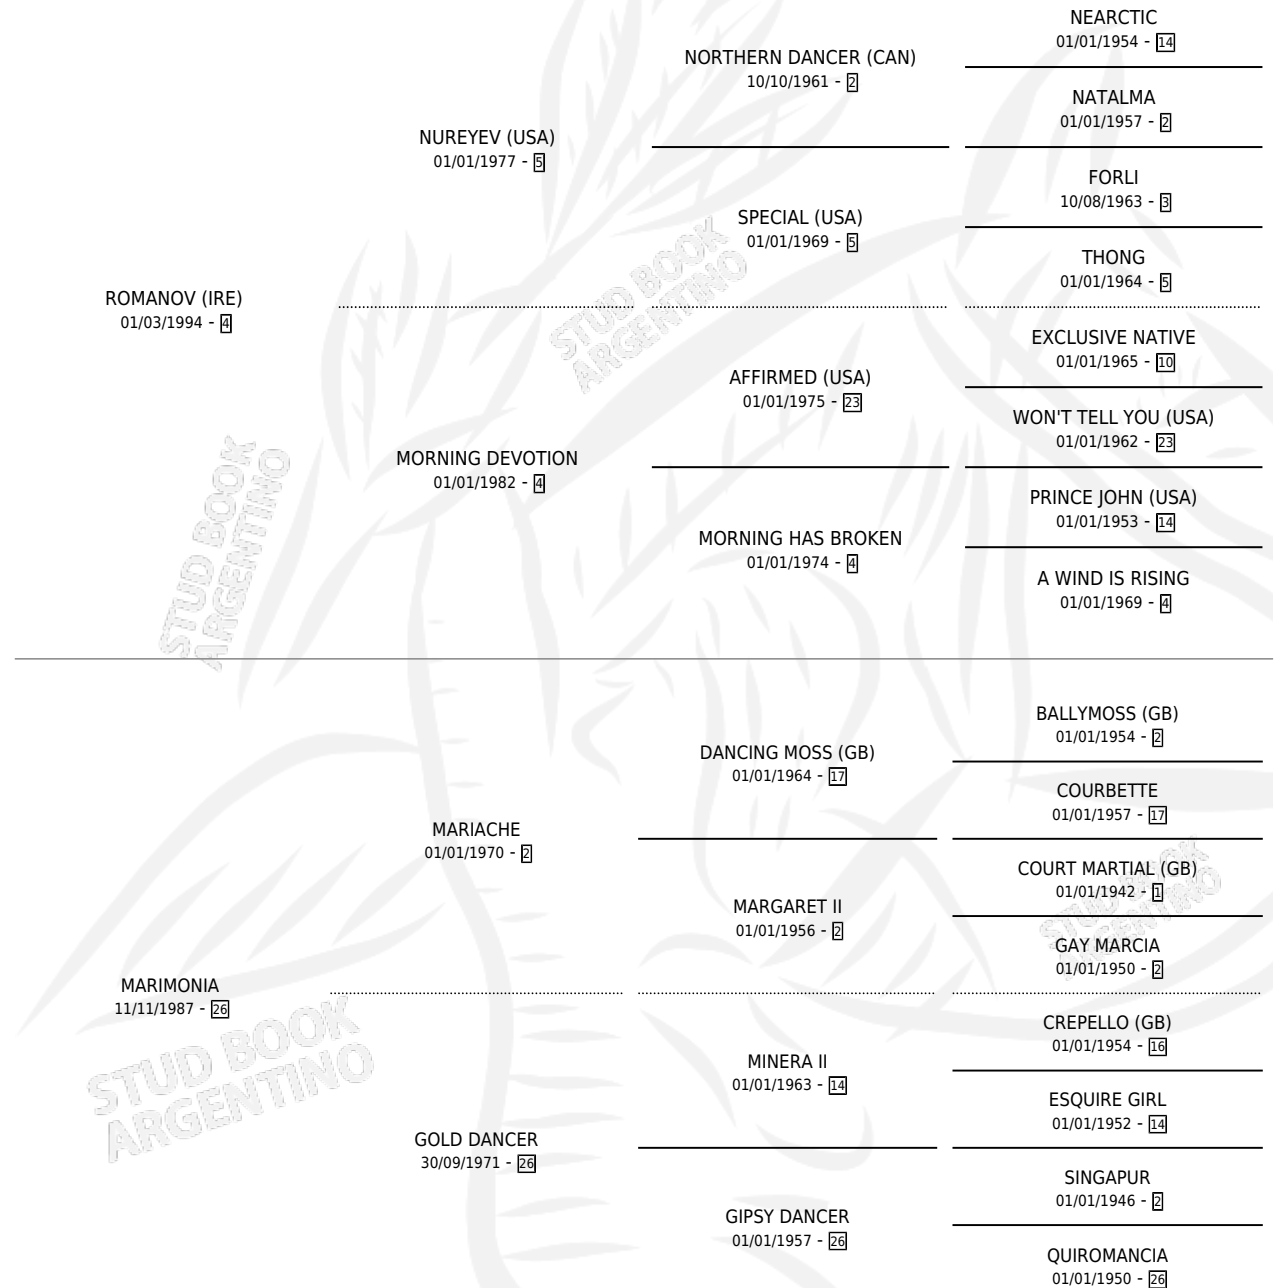 NEARCTIC
01/01/1954 - 14
NORTHERN DANCER (CAN)
10/10/1961 - 2
NATALMA
01/01/1957 - 2
NUREYEV (USA)
01/01/1977 - 5
FORLI
10/08/1963 - 3
SPECIAL (USA)
01/01/1969 - 5
THONG
01/01/1964 - 5
ROMANOV (IRE)
01/03/1994 - 4
EXCLUSIVE NATIVE
01/01/1965 - 10
AFFIRMED (USA)
01/01/1975 - 23
WON'T TELL YOU (USA)
01/01/1962 - 23
MORNING DEVOTION
01/01/1982 - 4
PRINCE JOHN (USA)
01/01/1953 - 14
MORNING HAS BROKEN
01/01/1974 - 4
A WIND IS RISING
01/01/1969 - 4
BALLYMOSS (GB)
01/01/1954 - 2
DANCING MOSS (GB)
01/01/1964 - 17
COURBETTE
01/01/1957 - 17
MARIACHE
01/01/1970 - 2
COURT MARTIAL (GB)
01/01/1942 - 1
MARGARET II
01/01/1956 - 2
GAY MARCIA
01/01/1950 - 2
MARIMONIA
11/11/1987 - 26
CREPELLO (GB)
01/01/1954 - 16
MINERA II
01/01/1963 - 14
ESQUIRE GIRL
01/01/1952 - 14
GOLD DANCER
30/09/1971 - 26
SINGAPUR
01/01/1946 - 2
GIPSY DANCER
01/01/1957 - 26
QUIROMANCIA
01/01/1950 - 26
STUD BOOK
ARGENTINO
STUD BOOK
ARGENTINO
STUD BOOK
ARGENTINO
STUD BOOK
ARGENTINO